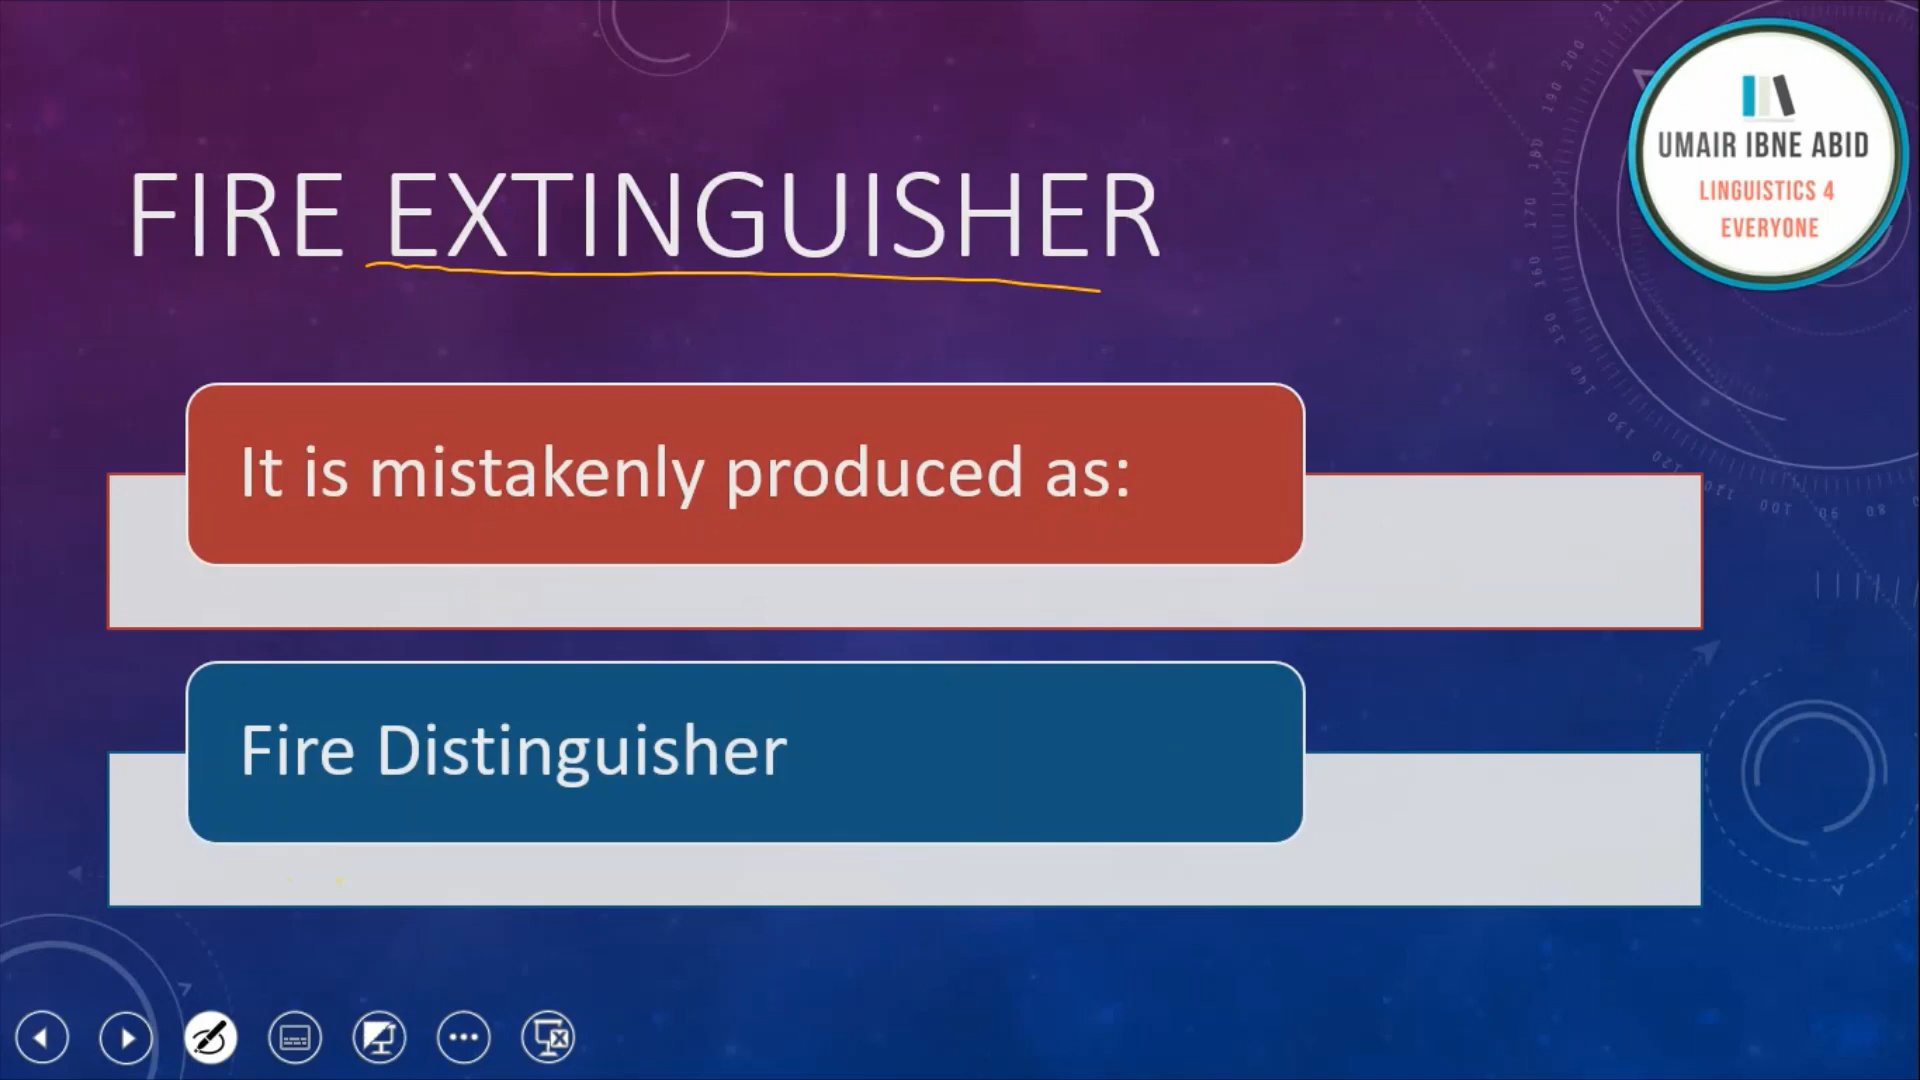 UMAIR IBNE ABID
LINGUISTICS 4
EVERYONE
FIRE EXTINGUISHER
It is mistakenly produced as:
Fire Distinguisher